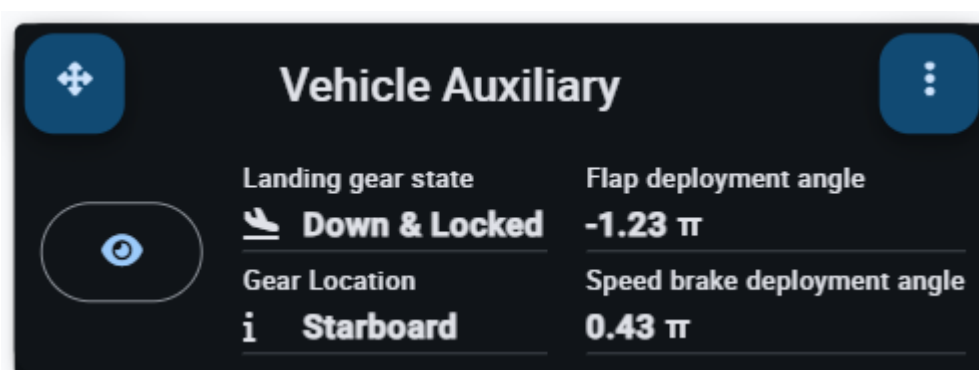 Vehicle Auxiliary
Landing gear state
Down & Locked
Flap deployment angle
-1.23 π
Gear Location
Starboard
Speed brake deployment angle
0.43 π